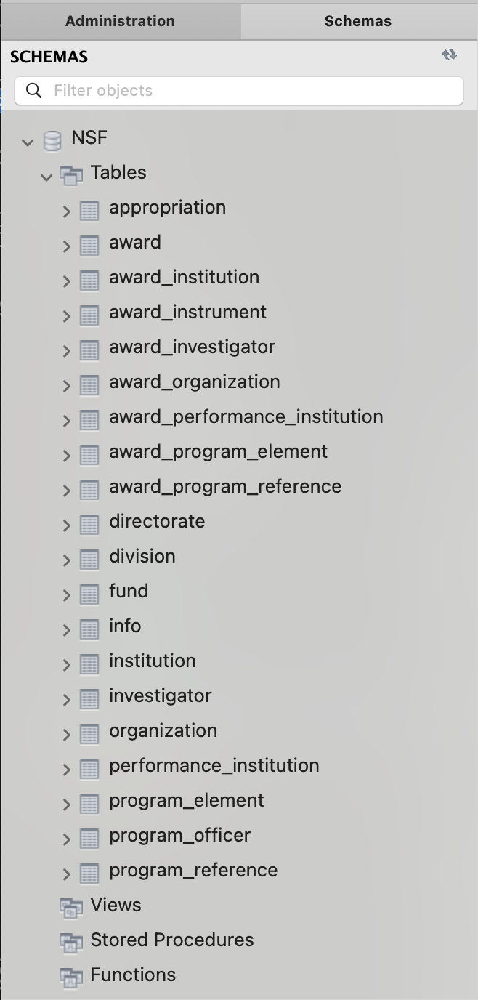 Administration
Schemas
SCHEMAS
Filter objects
NSF
Tables
appropriation
award
award_institution
award_instrument
award_investigator
award_organization
award_performance_institution
award_program_element
award_program_reference
directorate
division
fund
info
institution
investigator
organization
performance_institution
program_element
program_officer
program_reference
Views
Stored Procedures
Functions